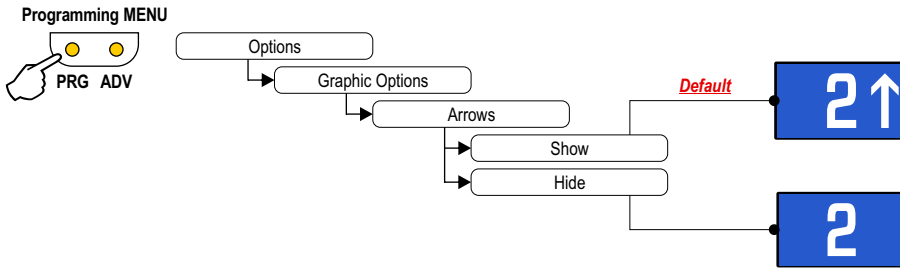 Programming MENU
PRG ADV
Options
Graphic Options
Arrows
Show
Hide
Default
2↑
2